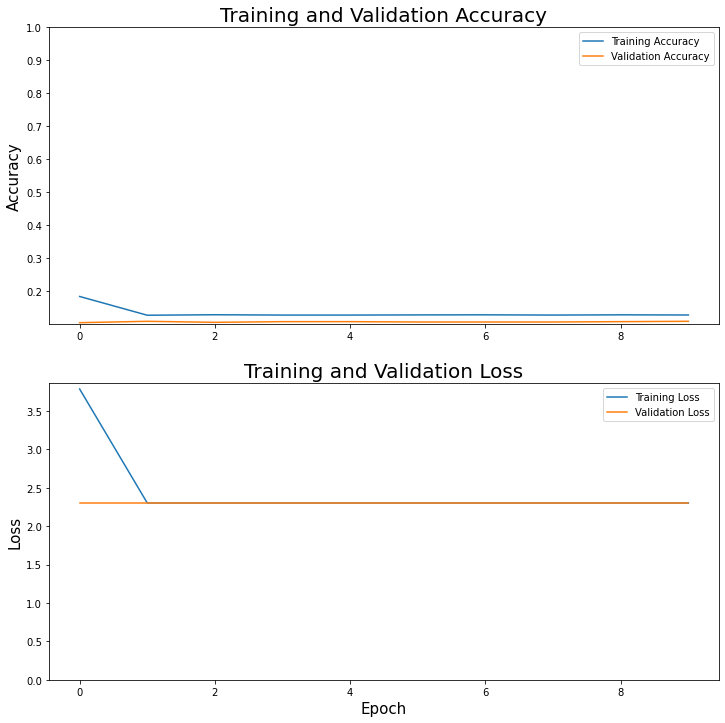 Training and Validation Accuracy
1.0
0.9
0.8
0.7
0.6
0.5
0.4
0.3
0.2
Accuracy
Training Accuracy
Validation Accuracy
0 2 4 6 8
Training and Validation Loss
3.5
3.0
2.5
2.0
1.5
1.0
0.5
0.0
Loss
Training Loss
Validation Loss
0 2 4 6 8
Epoch